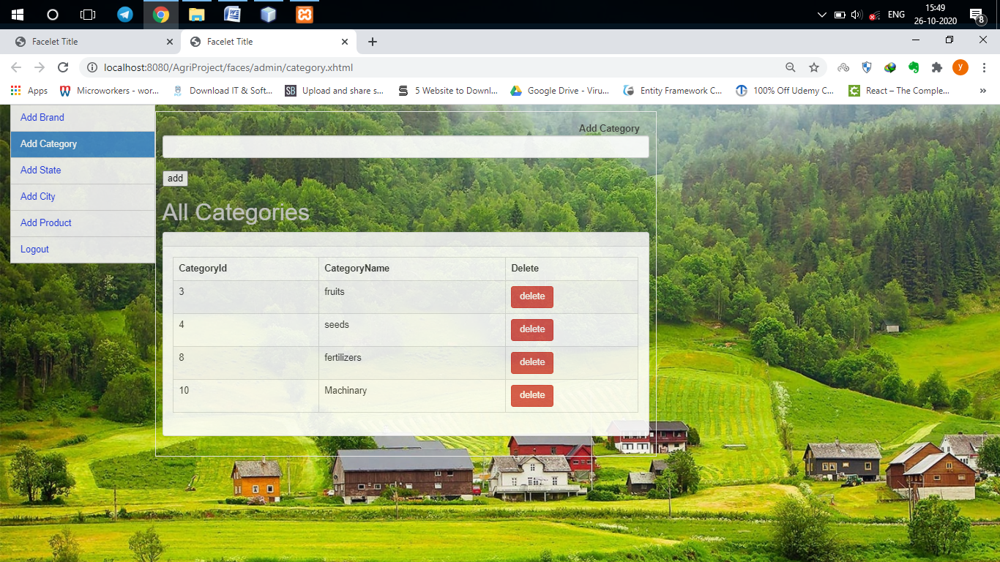 ENG
15:49
26-10-2020
8
Facelet Title
Facelet Title
localhost:8080/AgriProject/faces/admin/category.xhtml
y
Apps
Microworkers - wor...
Download IT & Soft...
Upload and share s...
5 Website to Downl...
Google Drive - Viru...
Entity Framework C...
100% Off Udemy C...
React – The Comple...
»
Add Brand
Add Category
Add State
Add City
Add Product
Logout
Add Category
add
All Categories
CategoryId CategoryName Delete
3 fruits delete
4 seeds delete
8 fertilizers delete
10 Machinary delete